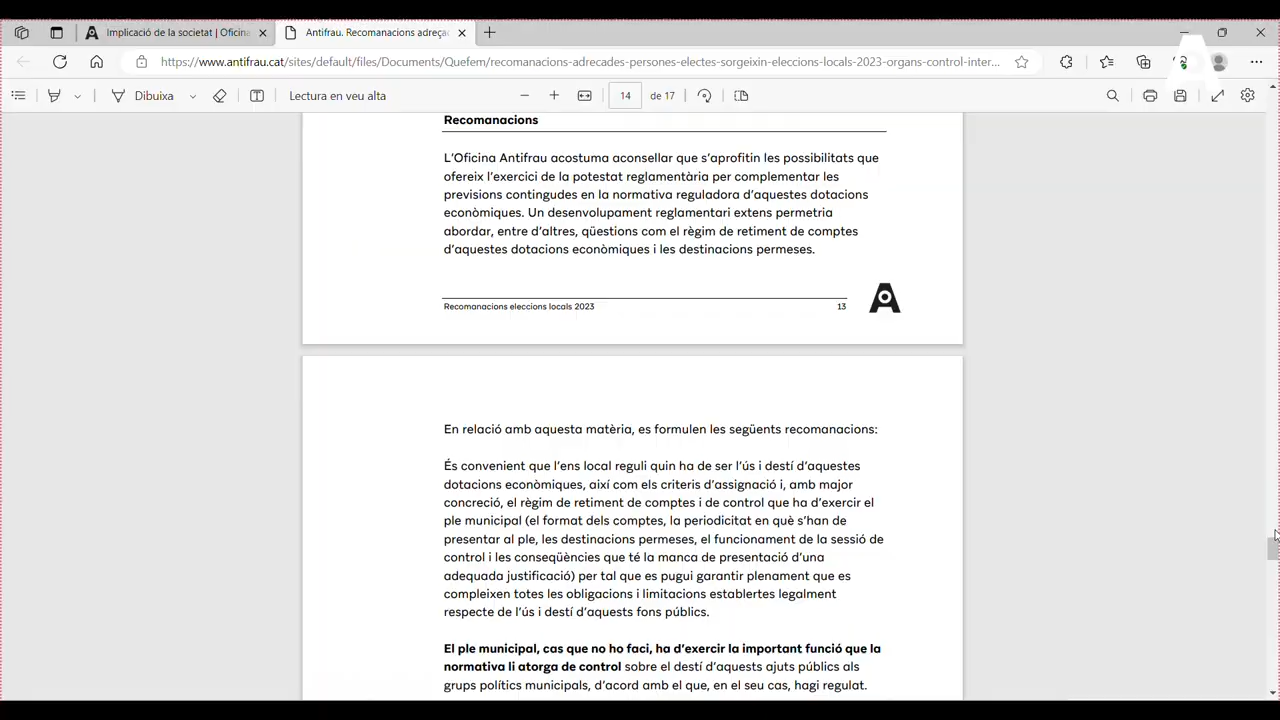 Implicació de la societat | Oficina
Antifrau. Recomanacions adreça
https://www.antifrau.cat/sites/default/files/Documents/Quefem/recomanacions-adrecades-persones-electes-sorgeixin-eleccions-locals-2023-organs-control-inter...
Dibuixa
Lectura en veu alta
14
de 17
Recomanacions
L'Oficina Antifrau acostuma aconsellar que s'aprofitin les possibilitats que
ofereix l'exercici de la potestat reglamentària per complementar les
previsions contingudes en la normativa reguladora d'aquestes dotacions
econòmiques. Un desenvolupament reglamentari extens permetria
abordar, entre d'altres, qüestions com el règim de retiment de comptes
d'aquestes dotacions econòmiques i les destinacions permeses.
Recomanacions eleccions locals 2023
13
En relació amb aquesta matèria, es formulen les següents recomanacions:
És convenient que l'ens local reguli quin ha de ser l'ús i destí d'aquestes
dotacions econòmiques, així com els criteris d'assignació i, amb major
concreció, el règim de retiment de comptes i de control que ha d'exercir el
ple municipal (el format dels comptes, la periodicitat en què s'han de
presentar al ple, les destinacions permeses, el funcionament de la sessió de
control i les conseqüències que té la manca de presentació d'una
adequada justificació) per tal que es pugui garantir plenament que es
compleixen totes les obligacions i limitacions establertes legalment
respecte de l'ús i destí d'aquests fons públics.
El ple municipal, cas que no ho faci, ha d'exercir la important funció que la
normativa li atorga de control sobre el destí d'aquests ajuts públics als
grups polítics municipals, d'acord amb el que, en el seu cas, hagi regulat.